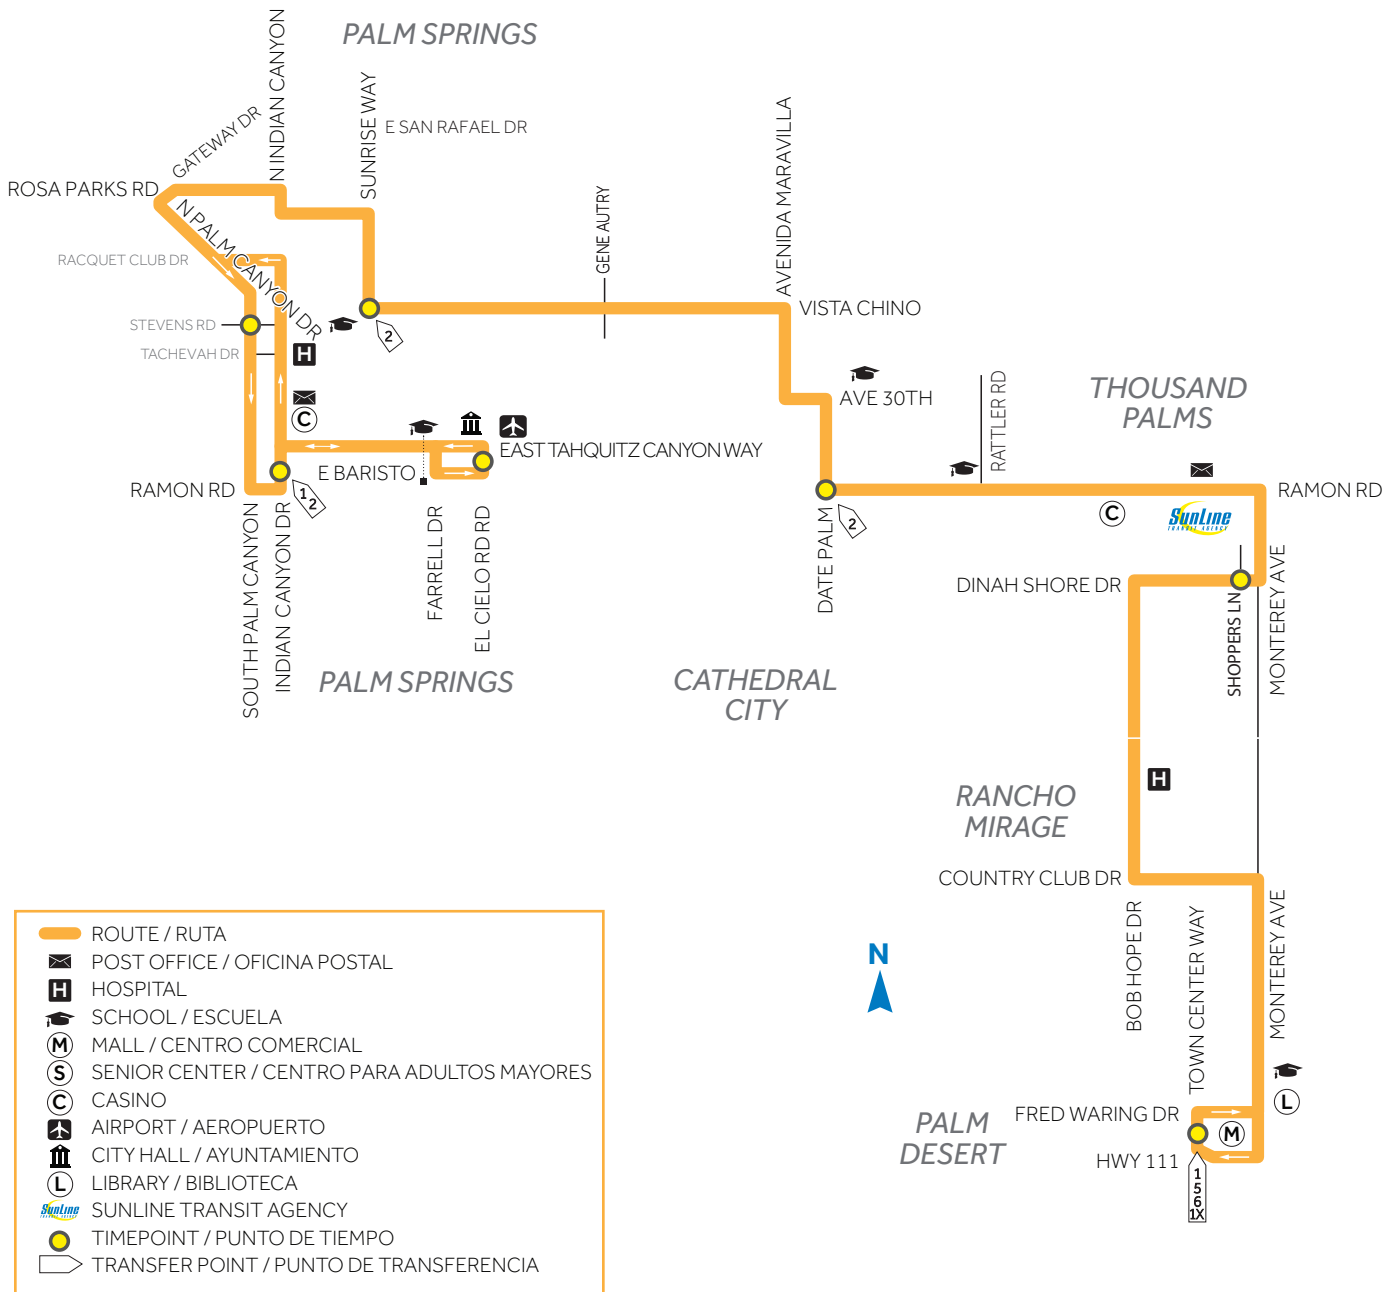 PALM SPRINGS
N INDIAN CANYON
SUNRISE WAY
E SAN RAFAEL DR
GATEWAY DR
AVENIDA MARAVILLA
ROSA PARKS RD
N PALM CANYON DR
GENE AUTRY
RACQUET CLUB DR
VISTA CHINO
STEVENS RD
2
TACHEVAH DR
H
AVE 30TH
THOUSAND
PALMS
C
RATTLER RD
EAST TAHQUITZ CANYON WAY
E BARISTO
RAMON RD
1
2
RAMON RD
2
C
SunLine
TRANSIT AGENCY
SOUTH PALM CANYON
INDIAN CANYON DR
FARRELL DR
EL CIELO RD RD
DATE PALM
DINAH SHORE DR
SHOPPERS LN
MONTEREY AVE
PALM SPRINGS
CATHEDRAL
CITY
H
RANCHO
MIRAGE
COUNTRY CLUB DR
BOB HOPE DR
TOWN CENTER WAY
MONTEREY AVE
N
L
FRED WARING DR
M
PALM
DESERT
HWY 111
1
5
6
1X
ROUTE / RUTA
POST OFFICE / OFICINA POSTAL
H HOSPITAL
SCHOOL / ESCUELA
M MALL / CENTRO COMERCIAL
S SENIOR CENTER / CENTRO PARA ADULTOS MAYORES
C CASINO
AIRPORT / AEROPUERTO
CITY HALL / AYUNTAMIENTO
L LIBRARY / BIBLIOTECA
SunLine SUNLINE TRANSIT AGENCY
TIMEPOINT / PUNTO DE TIEMPO
TRANSFER POINT / PUNTO DE TRANSFERENCIA